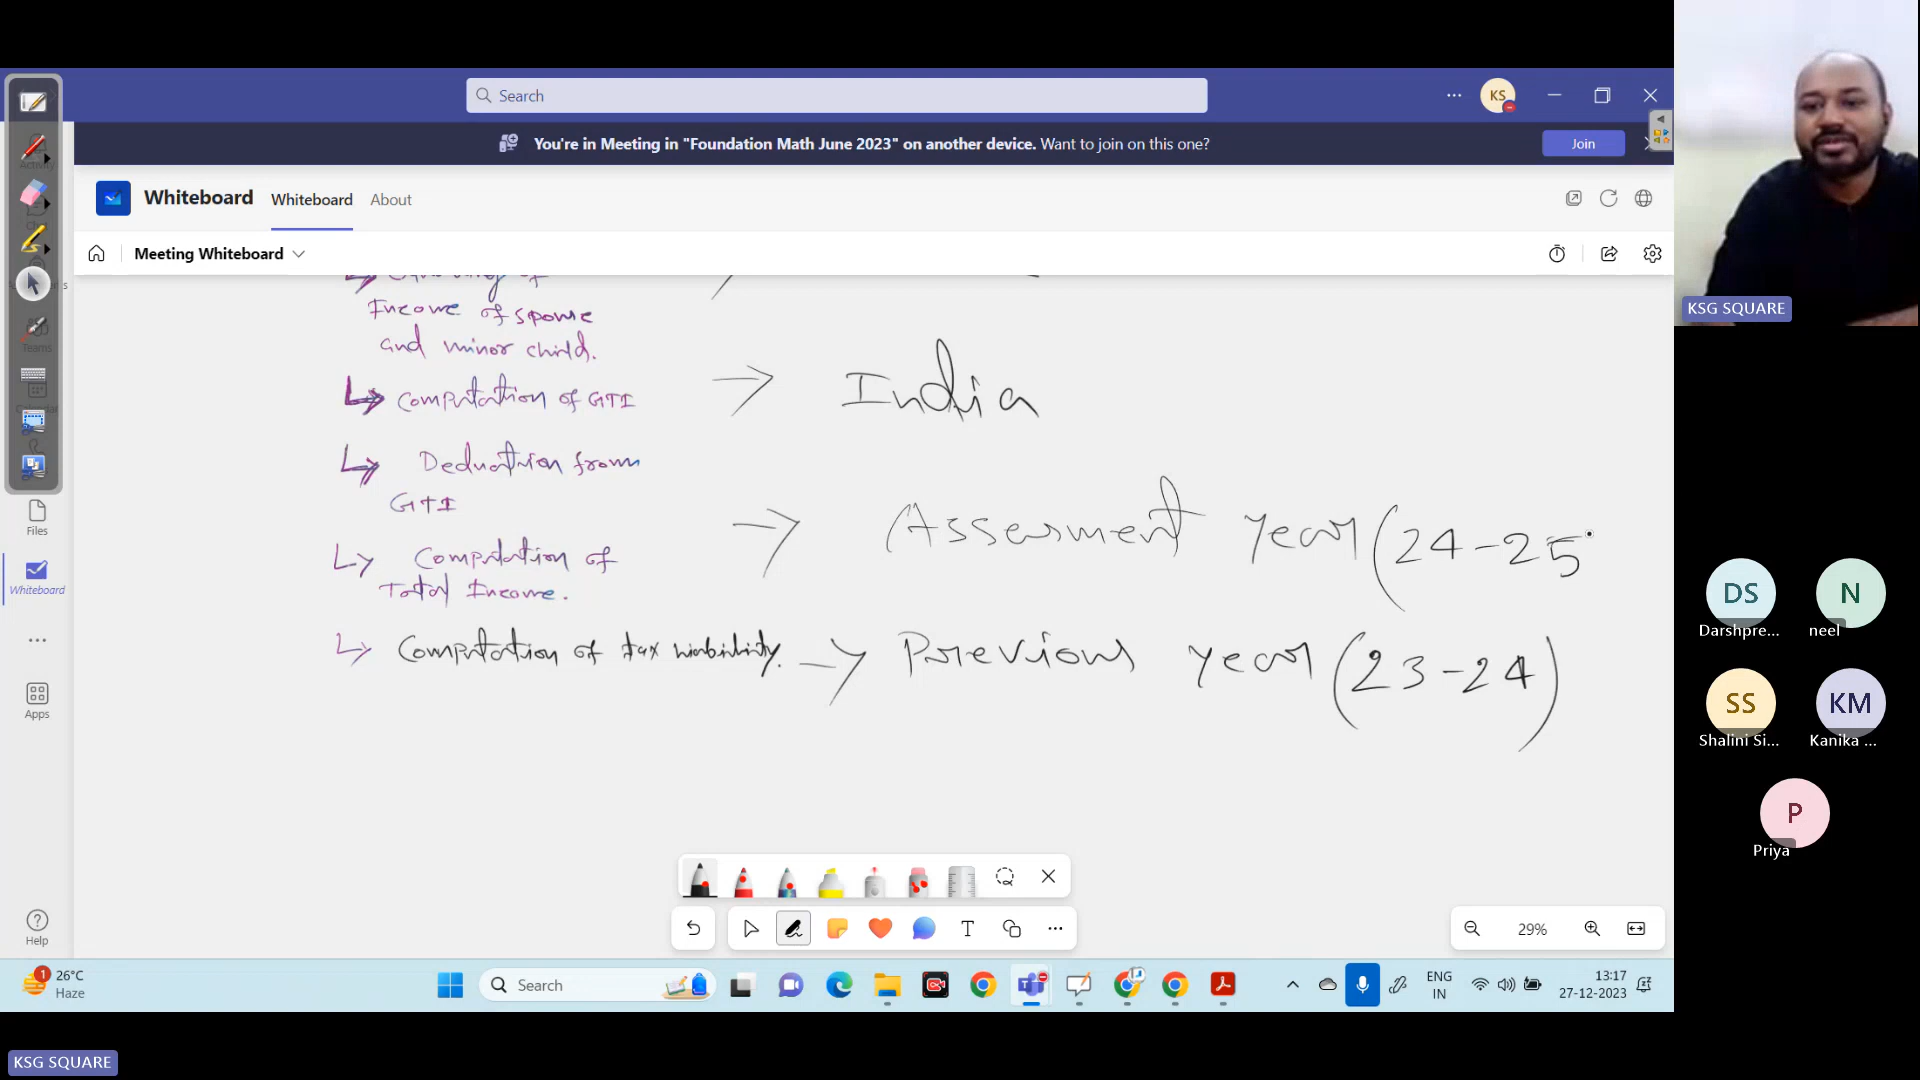 Search
KS
You're in Meeting in "Foundation Math June 2023" on another device. Want to join on this one?
Join
Whiteboard
Whiteboard
About
Meeting Whiteboard
KSG SQUARE
Income of spouse
and minor child.
India
Computation of GTI
Deduction from
GTI
Assesment year (24-25
Computation of
Total Income.
Computation of tax liability.
Previous year (23-24)
Teams
Files
Whiteboard
Apps
Help
DS
Darshpre...
N
neel
SS
Shalini Si...
KM
Kanika ...
P
Priya
T
29%
1
26°C
Haze
Search
ENG
IN
13:17
27-12-2023
KSG SQUARE